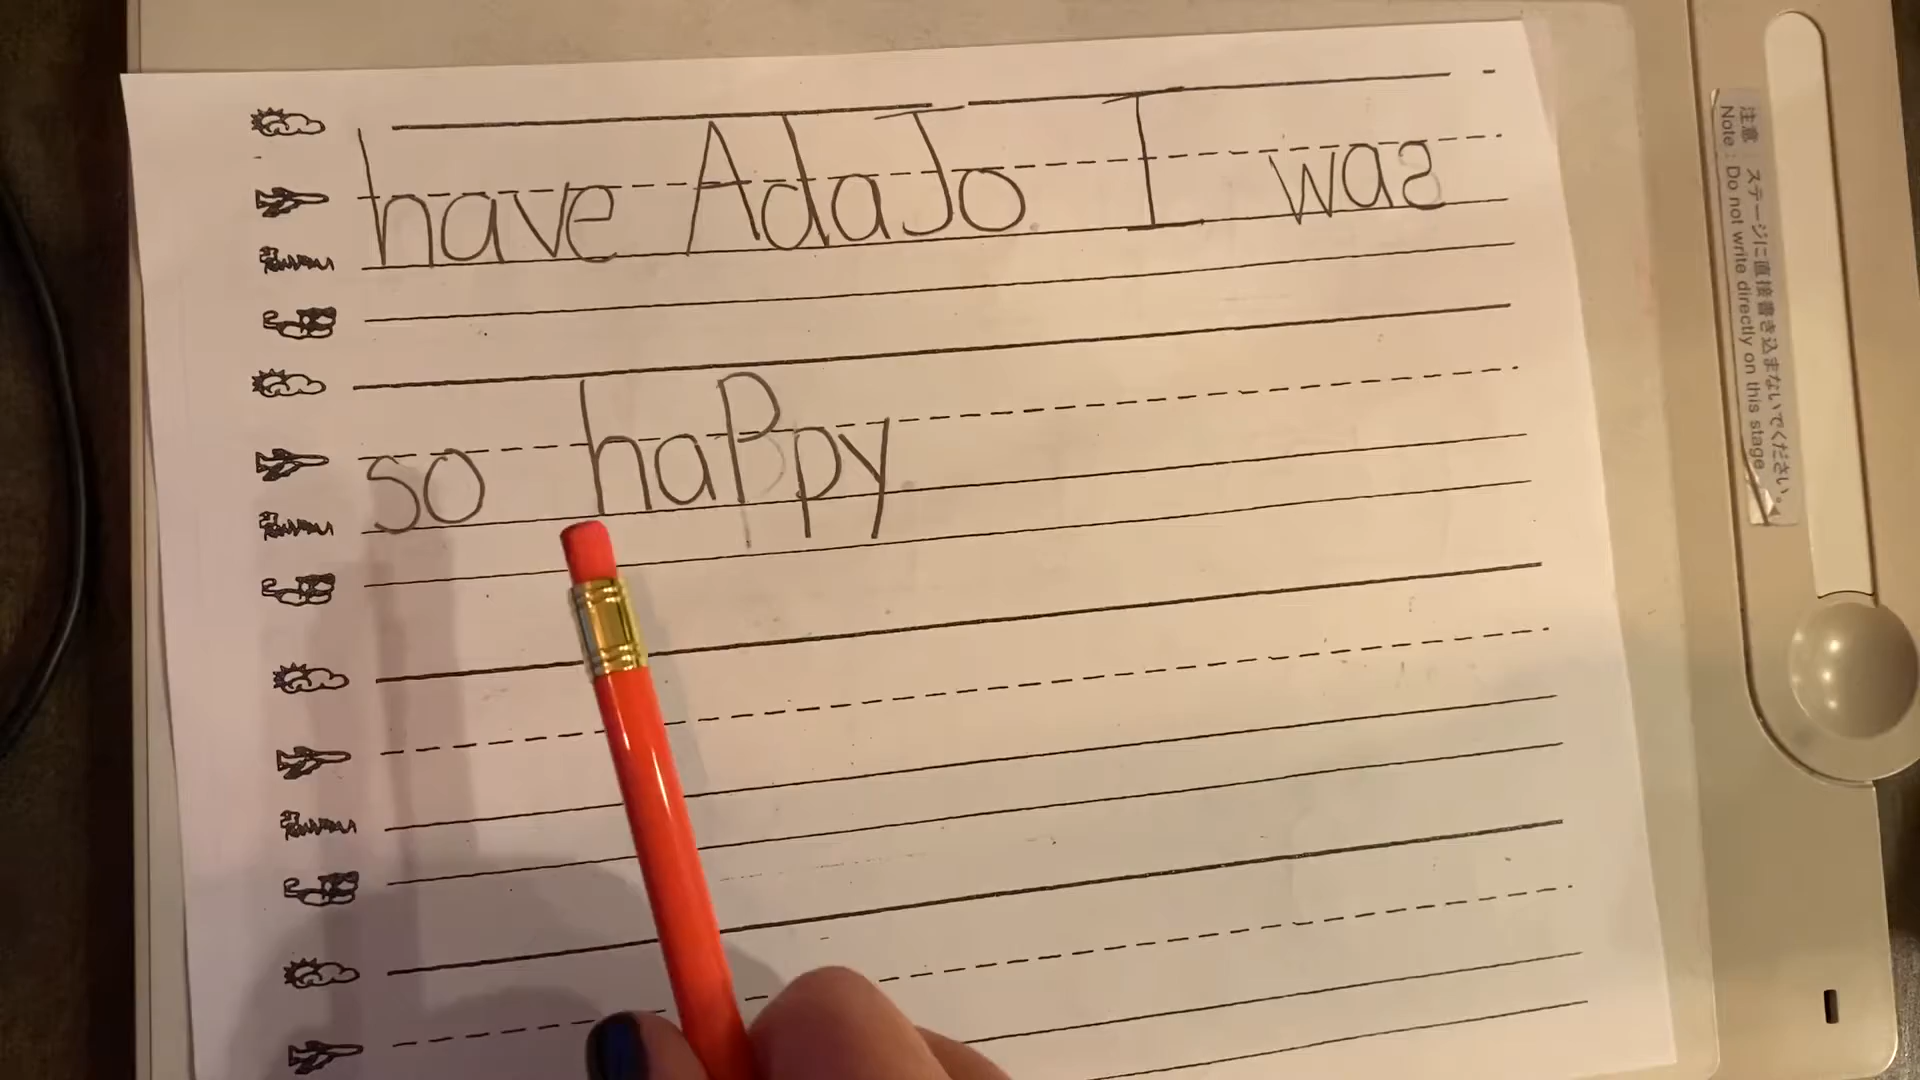 have AdaJo. I was
so haPpy
注意 ステージに直接書き込まないでください。
Note : Do not write directly on this stage